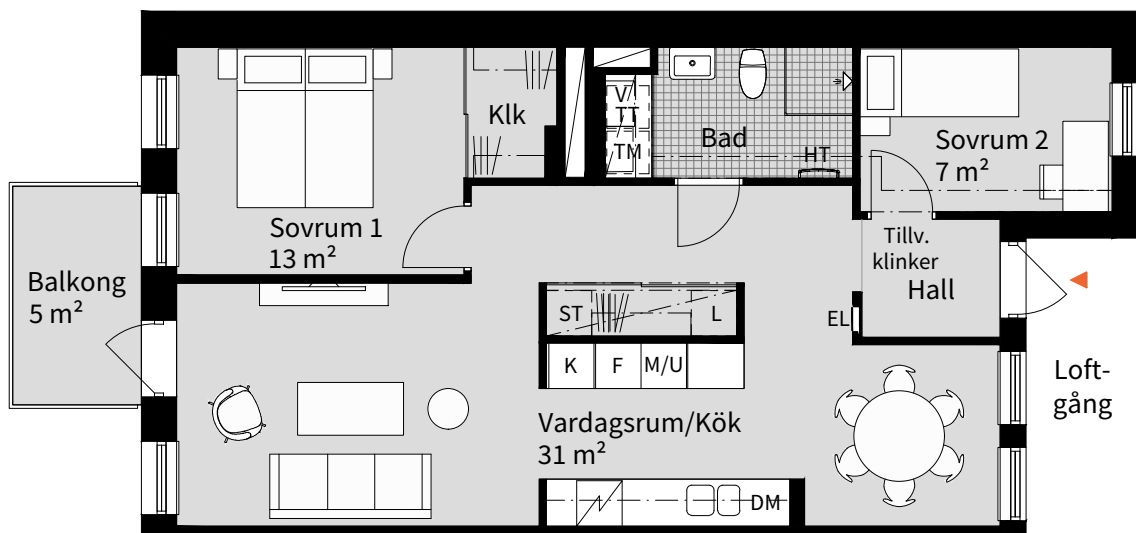 Klk
V/
TT
TM
Bad
HT
Sovrum 2
7 m²
Sovrum 1
13 m²
Tillv.
klinker
Hall
Balkong
5 m²
ST
L
EL
K
F
M/U
Loft-
gång
Vardagsrum/Kök
31 m²
DM